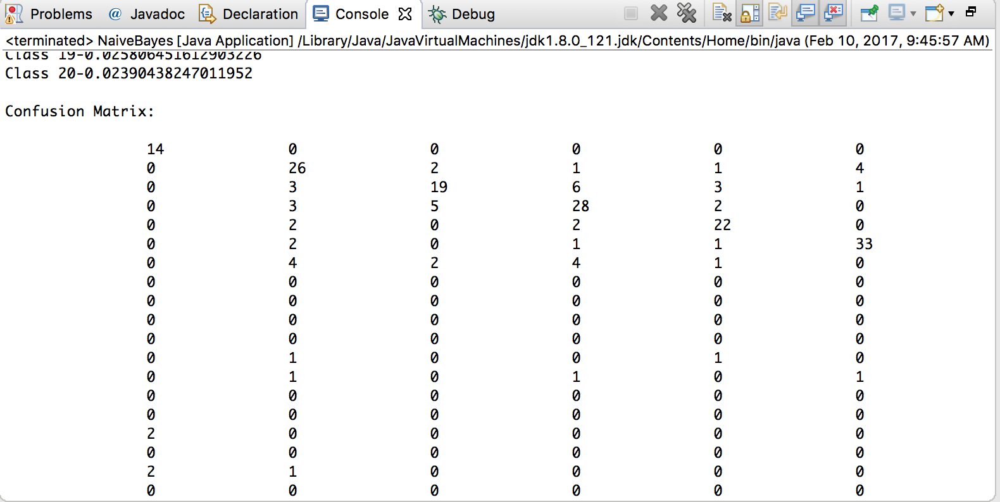 Problems @ Javadoc Declaration Console Debug
<terminated> NaiveBayes [Java Application] /Library/Java/JavaVirtualMachines/jdk1.8.0_121.jdk/Contents/Home/bin/java (Feb 10, 2017, 9:45:57 AM)
Class 19-0.025806451612903226
Class 20-0.02390438247011952
Confusion Matrix:
14 0 0 0 0 0
0 26 2 1 1 4
0 3 19 6 3 1
0 3 5 28 2 0
0 2 0 2 22 0
0 2 0 1 1 33
0 4 2 4 1 0
0 0 0 0 0 0
0 0 0 0 0 0
0 0 0 0 0 0
0 0 0 0 0 0
0 1 0 0 1 0
0 1 0 1 0 1
0 0 0 0 0 0
0 0 0 0 0 0
2 0 0 0 0 0
0 0 0 0 0 0
2 1 0 0 0 0
0 0 0 0 0 0